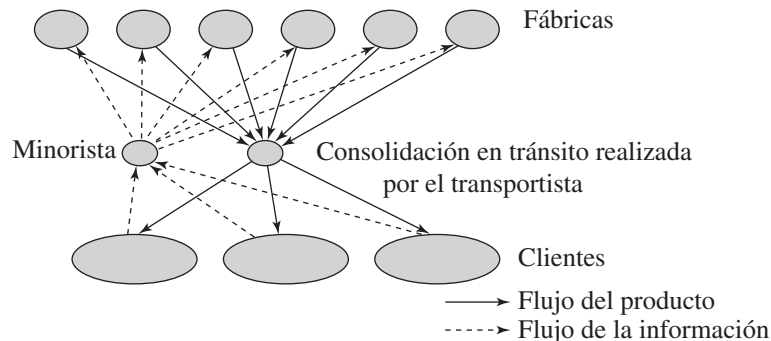 Fábricas
Minorista
Consolidación en tránsito realizada
por el transportista
Clientes
Flujo del producto
Flujo de la información